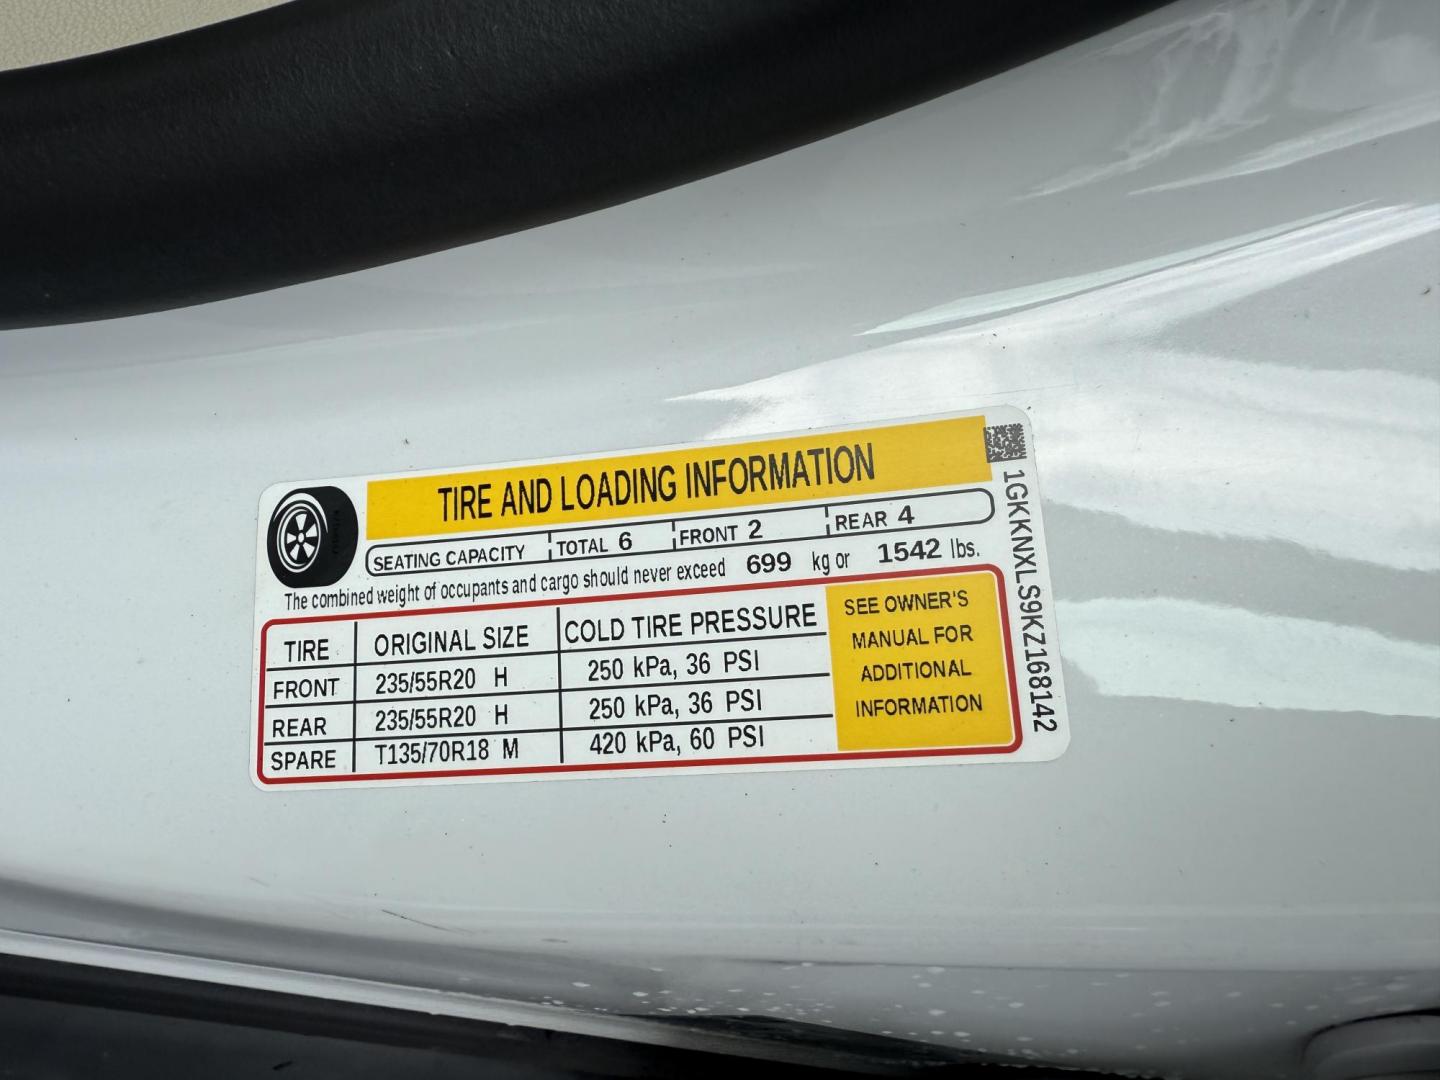 TIRE AND LOADING INFORMATION
SEATING CAPACITY TOTAL 6 FRONT 2 REAR 4
The combined weight of occupants and cargo should never exceed 699 kg or 1542 lbs.
TIRE ORIGINAL SIZE COLD TIRE PRESSURE
FRONT 235/55R20 H 250 kPa, 36 PSI
REAR 235/55R20 H 250 kPa, 36 PSI
SPARE T135/70R18 M 420 kPa, 60 PSI
SEE OWNER'S
MANUAL FOR
ADDITIONAL
INFORMATION
1GKKNXLS9KZ168142